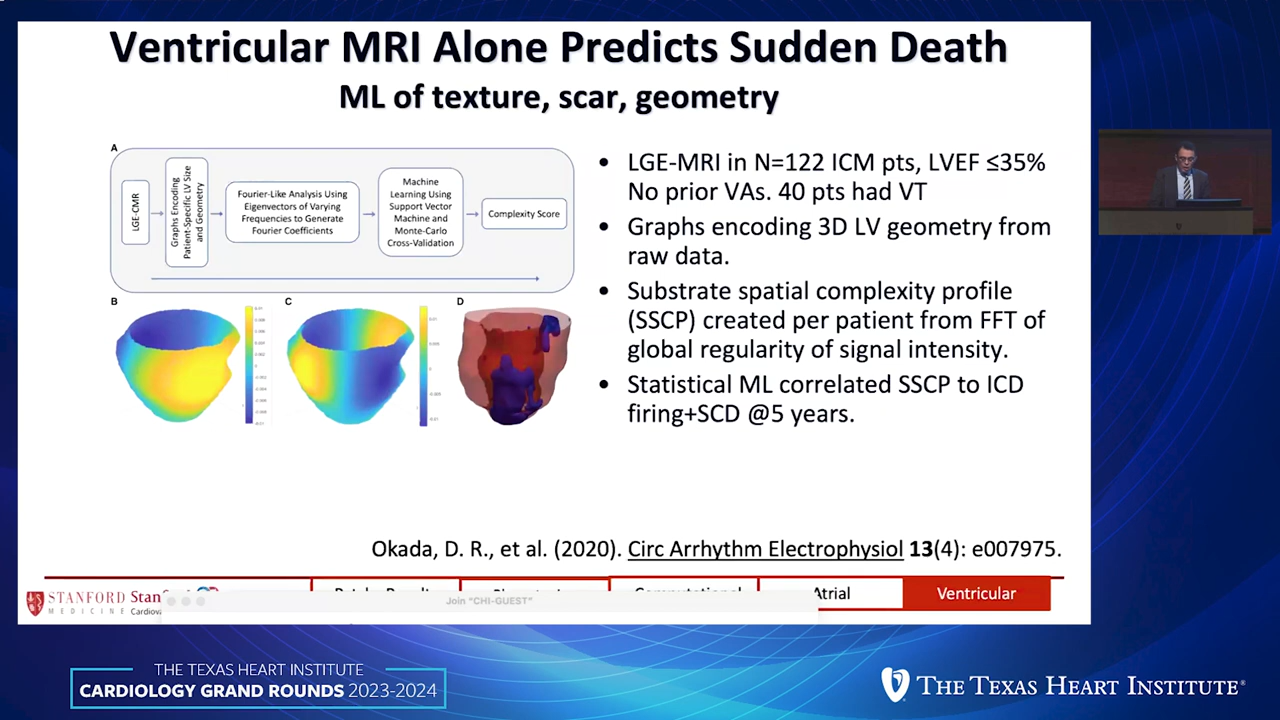 Ventricular MRI Alone Predicts Sudden Death
ML of texture, scar, geometry
A
LGE-CMR
Graphs Encoding
Patient-Specific LV Size
and Geometry
Fourier-Like Analysis Using
Eigenvectors of Varying
Frequencies to Generate
Fourier Coefficients
Machine
Learning Using
Support Vector
Machine and
Monte-Carlo
Cross-Validation
Complexity Score
B
C
D
• LGE-MRI in N=122 ICM pts, LVEF ≤35%
No prior VAs. 40 pts had VT
• Graphs encoding 3D LV geometry from
raw data.
• Substrate spatial complexity profile
(SSCP) created per patient from FFT of
global regularity of signal intensity.
• Statistical ML correlated SSCP to ICD
firing+SCD @5 years.
Okada, D. R., et al. (2020). Circ Arrhythm Electrophysiol 13(4): e007975.
STANFORD
MEDICINE
Stan
Cardiova
Join "CHI-GUEST"
Atrial
Ventricular
THE TEXAS HEART INSTITUTE
CARDIOLOGY GRAND ROUNDS 2023-2024
THE TEXAS HEART INSTITUTE®